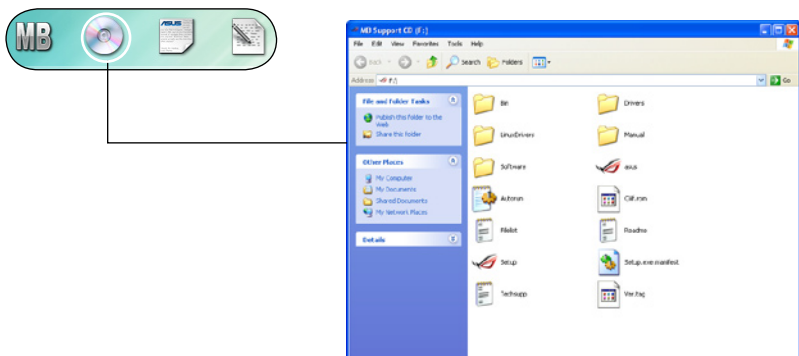 MB
ASUS
MB Support CD (F:)
File Edit View Favorites Tools Help
Back Search Folders
Address F:\ Go
File and Folder Tasks
Publish this folder to the
Web
Share this folder
Other Places
My Computer
My Documents
Shared Documents
My Network Places
Details
Bin
Drivers
LinuxDrivers
Manual
Software
asus
Autorun
Filelist
Readme
Setup
Setup.exe.manifest
Techsupp
Ver.tag